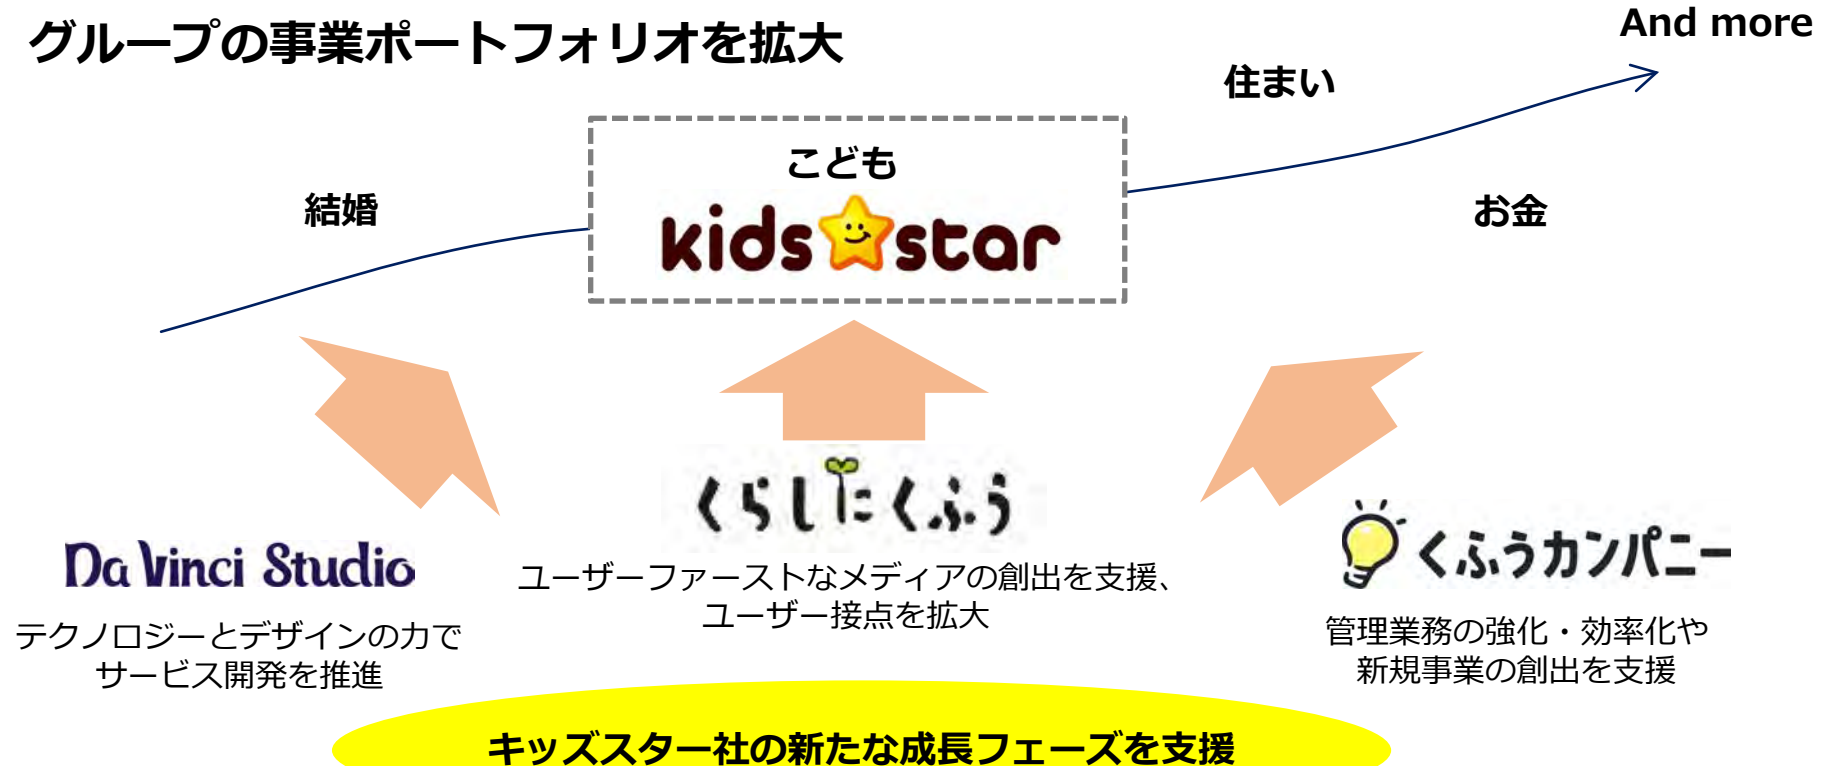 グループの事業ポートフォリオを拡大
And more
住まい
こども
kids star
結婚
お金
くらしにくふう
Da Vinci Studio
くふうカンパニー
ユーザーファーストなメディアの創出を支援、
ユーザー接点を拡大
テクノロジーとデザインの力で
サービス開発を推進
管理業務の強化・効率化や
新規事業の創出を支援
キッズスター社の新たな成長フェーズを支援